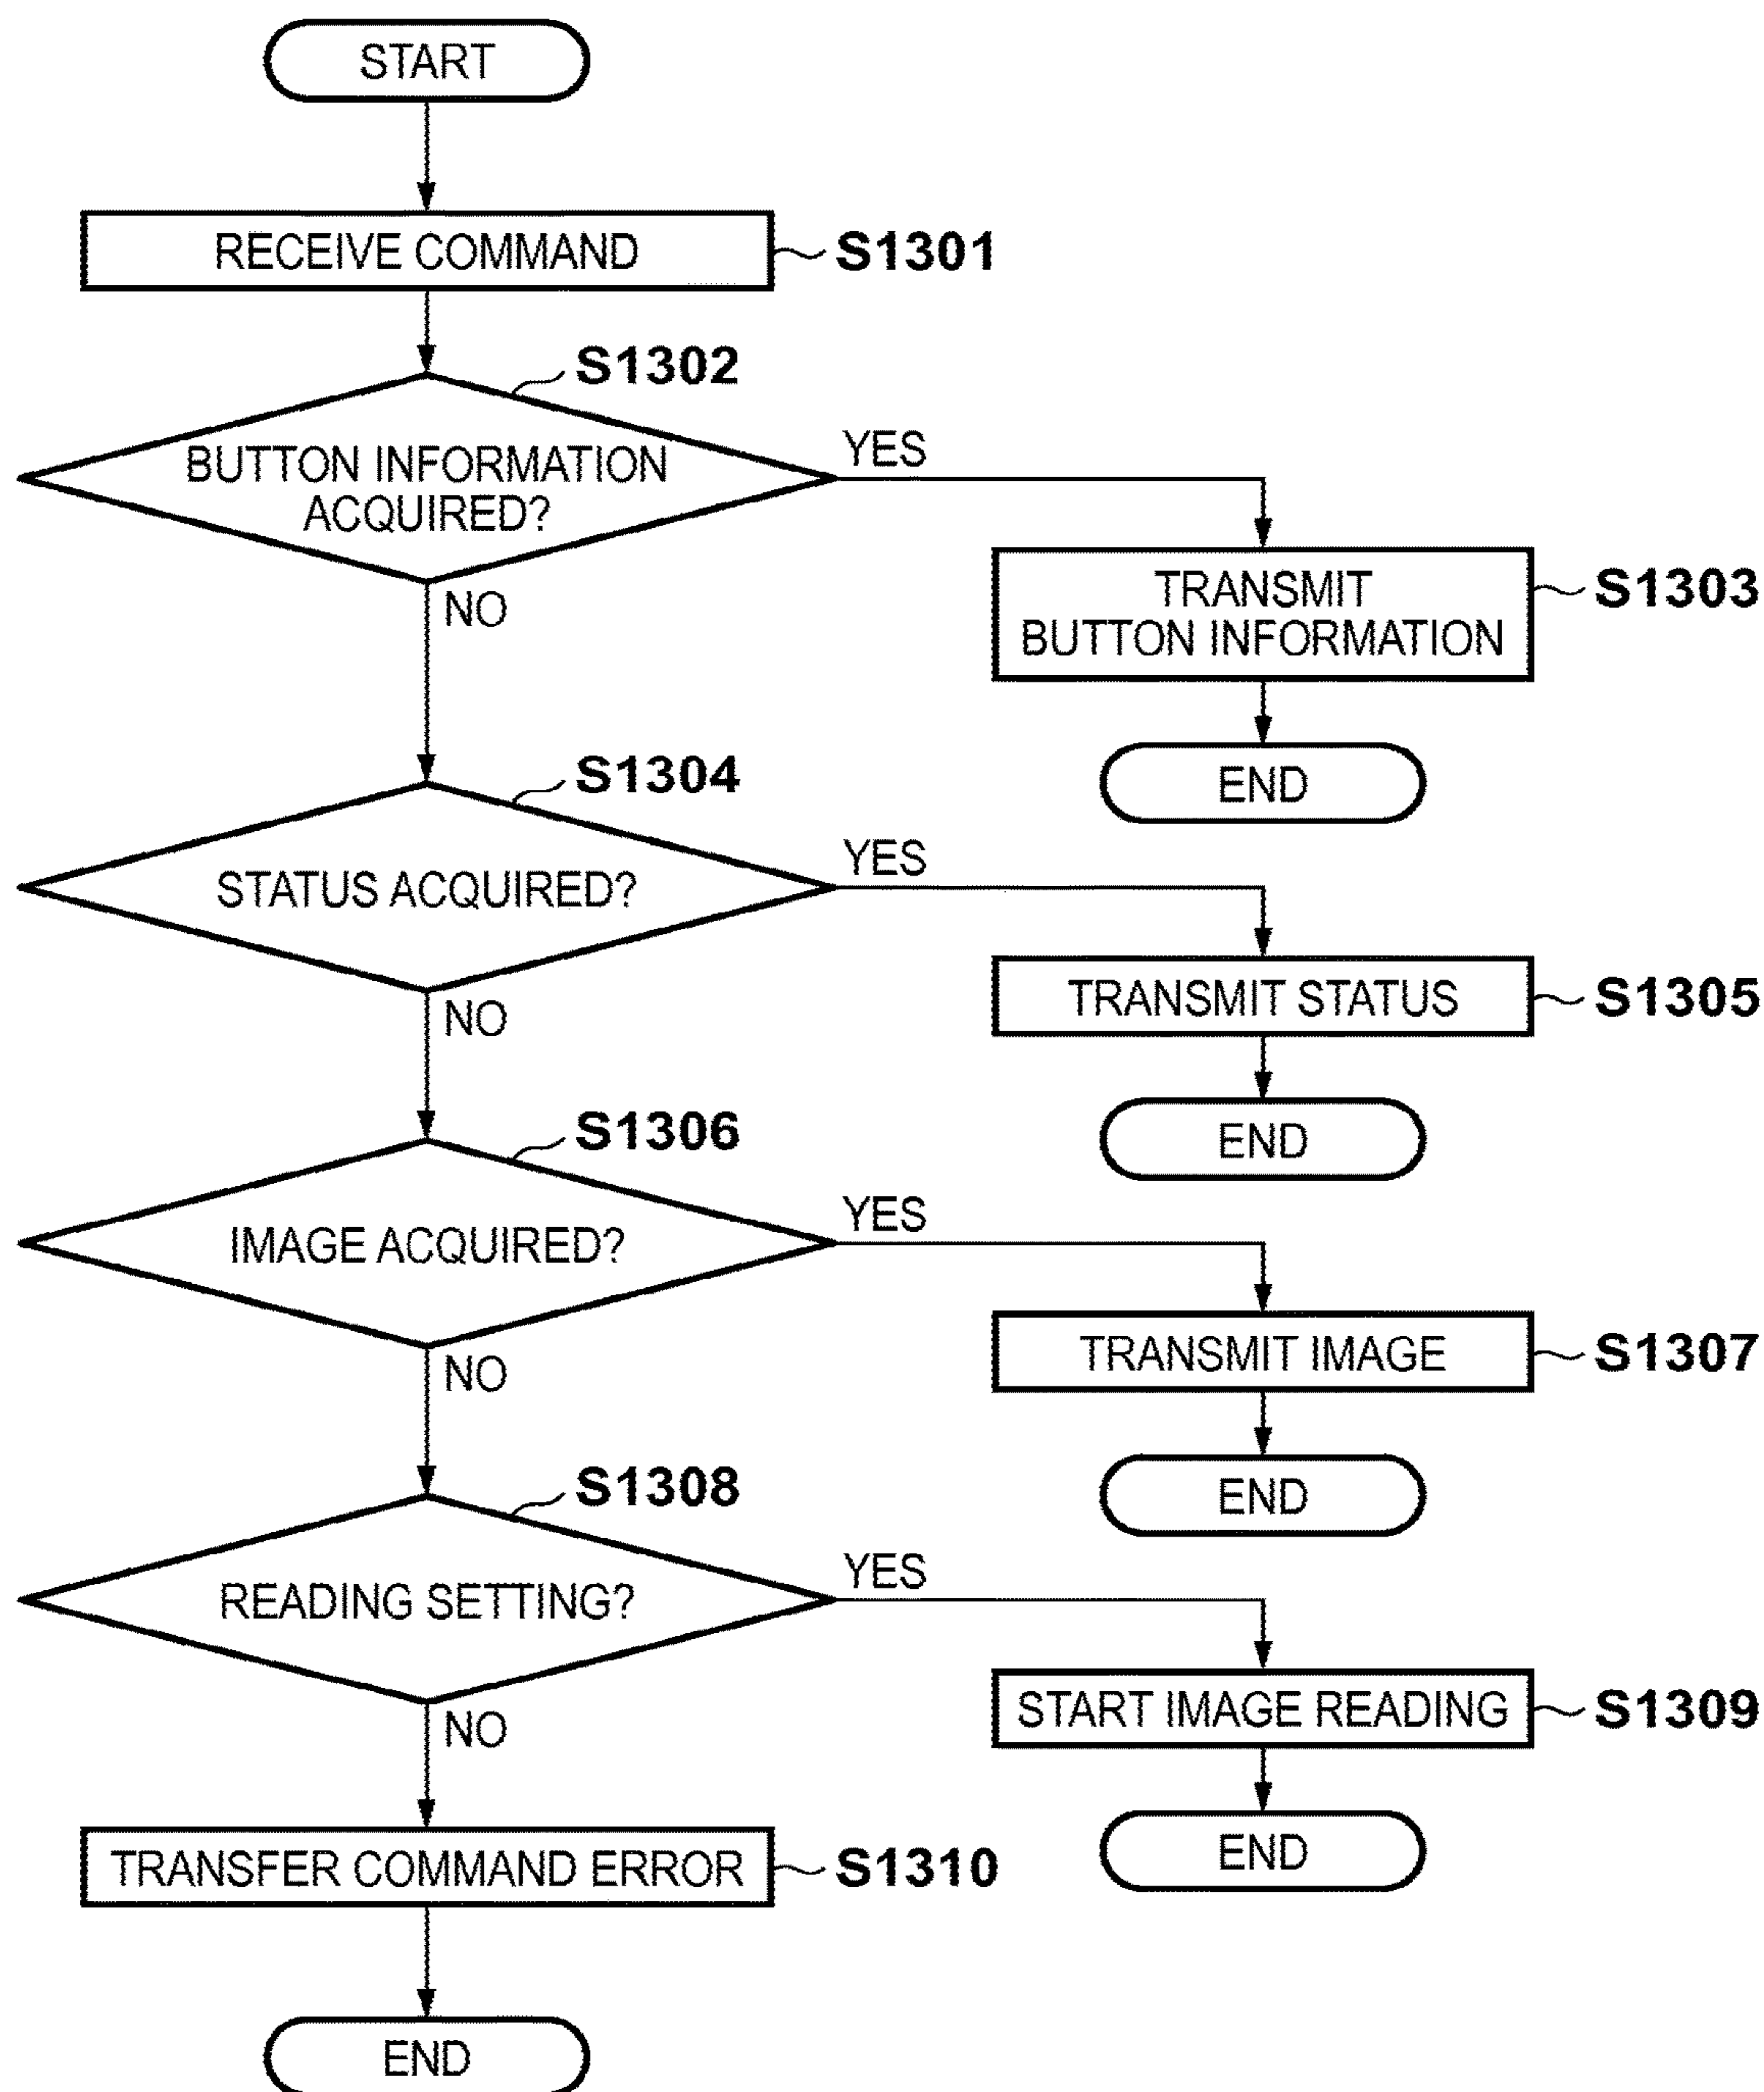 START
RECEIVE COMMAND
S1301
S1302
BUTTON INFORMATION
ACQUIRED?
YES
NO
TRANSMIT
BUTTON INFORMATION
S1303
END
S1304
STATUS ACQUIRED?
YES
NO
TRANSMIT STATUS
S1305
END
S1306
IMAGE ACQUIRED?
YES
NO
TRANSMIT IMAGE
S1307
END
S1308
READING SETTING?
YES
NO
START IMAGE READING
S1309
END
TRANSFER COMMAND ERROR
S1310
END